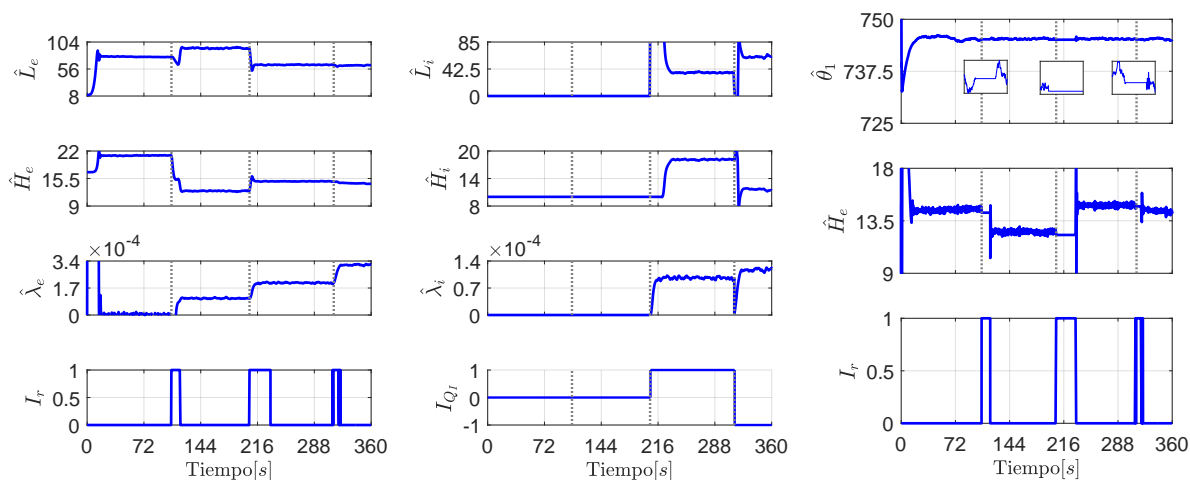 104
56
8
L̂ₑ
22
15.5
9
Ĥₑ
×10⁻⁴
3.4
1.7
0
λ̂ₑ
1
0.5
0
Iᵣ
0 72 144 216 288 360
Tiempo[s]
85
42.5
0
L̂ᵢ
20
14
8
Ĥᵢ
×10⁻⁴
1.4
0.7
0
λ̂ᵢ
1
0
-1
I_{Q_I}
0 72 144 216 288 360
Tiempo[s]
750
737.5
725
θ̂₁
18
13.5
9
Ĥₑ
1
0.5
0
Iᵣ
0 72 144 216 288 360
Tiempo[s]